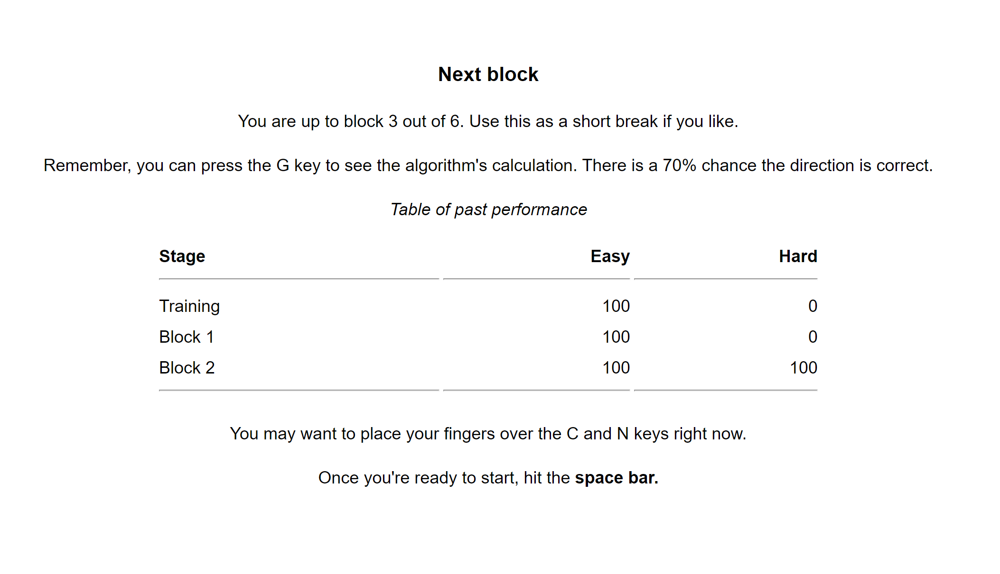 Next block
You are up to block 3 out of 6. Use this as a short break if you like.
Remember, you can press the G key to see the algorithm's calculation. There is a 70% chance the direction is correct.
Table of past performance
Stage Easy Hard
Training 100 0
Block 1 100 0
Block 2 100 100
You may want to place your fingers over the C and N keys right now.
Once you're ready to start, hit the space bar.